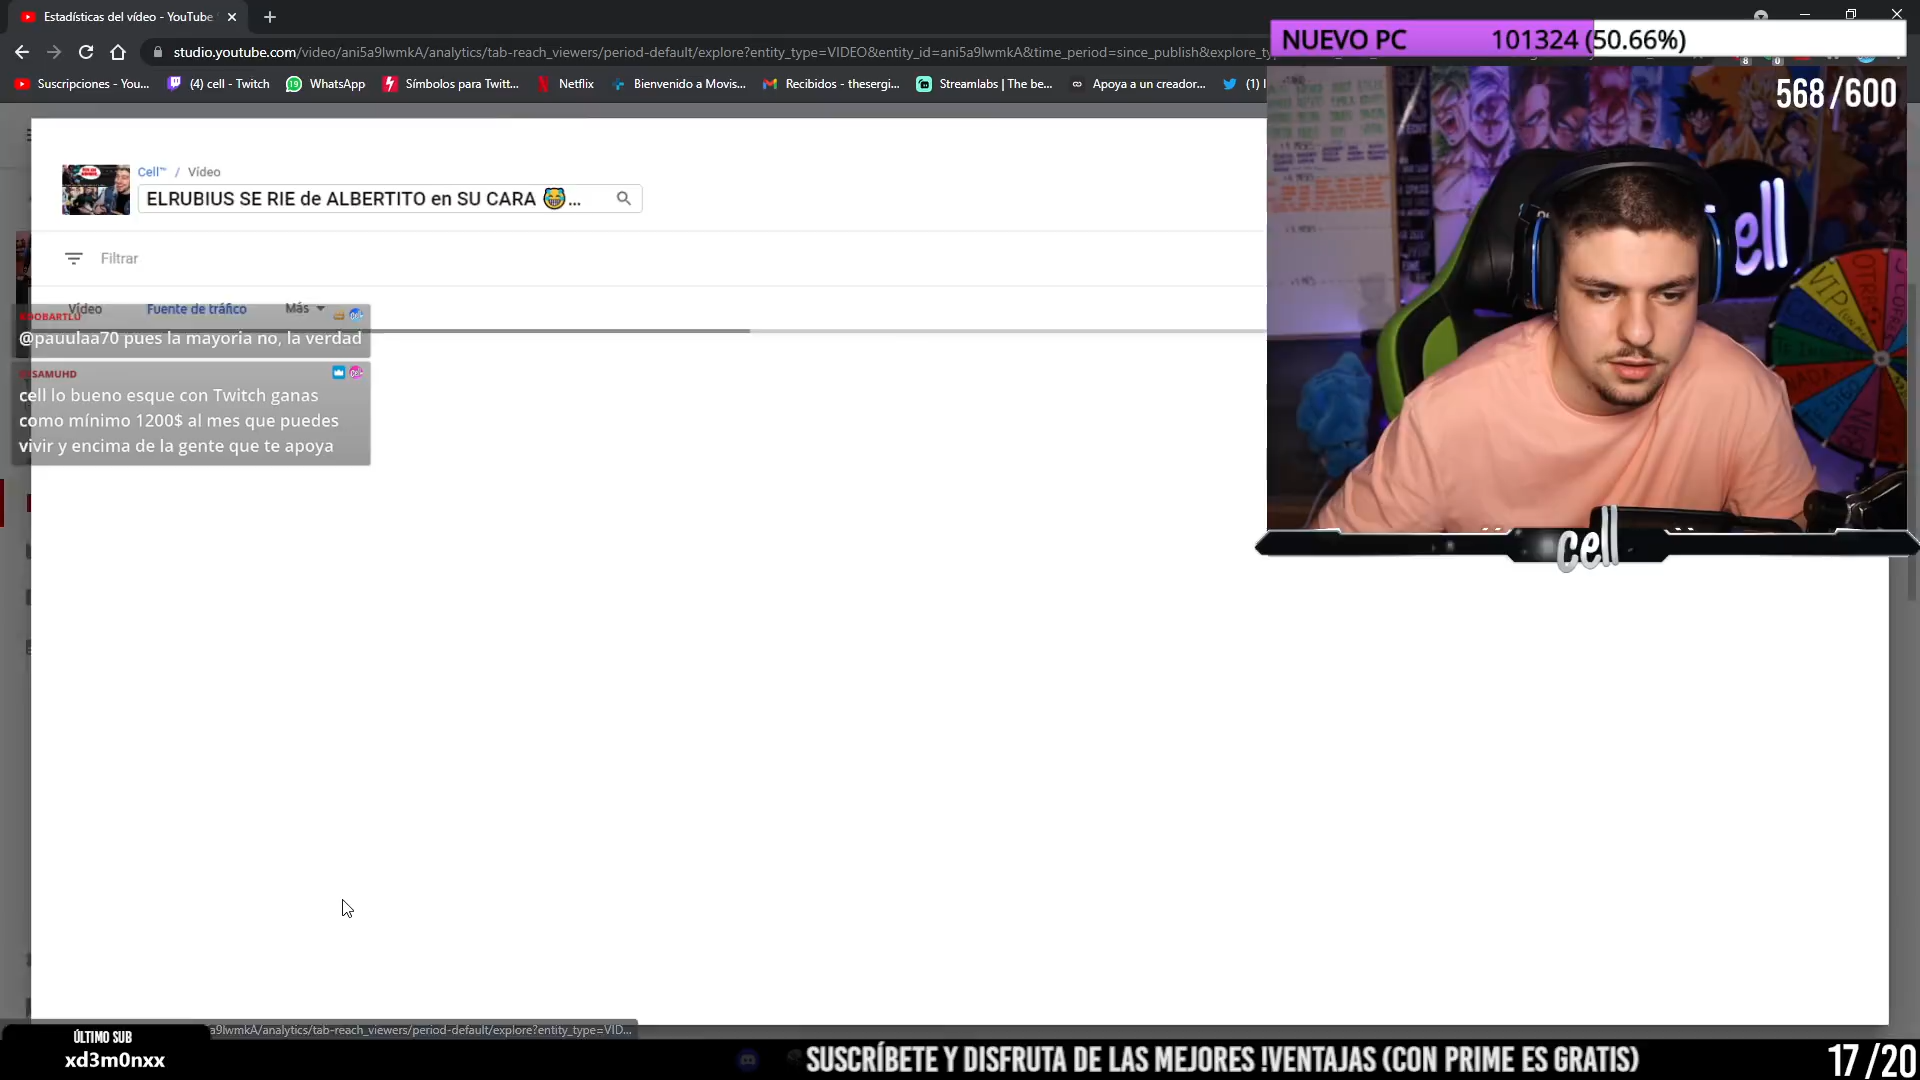 Estadísticas del vídeo - YouTube
studio.youtube.com/video/ani5a9lwmkA/analytics/tab-reach_viewers/period-default/explore?entity_type=VIDEO&entity_id=ani5a9lwmkA&time_period=since_publish&explore_ty
Suscripciones - You...
(4) cell - Twitch
WhatsApp
Símbolos para Twitt...
Netflix
Bienvenido a Movis...
Recibidos - thesergi...
Streamlabs | The be...
Apoya a un creador...
NUEVO PC 101324 (50.66%)
568/600
Cell™ / Vídeo
ELRUBIUS SE RIE de ALBERTITO en SU CARA 😹...
Filtrar
Vídeo
Fuente de tráfico
Más
@pauulaa70 pues la mayoria no, la verdad
SAMUHD
cell lo bueno esque con Twitch ganas
como mínimo 1200$ al mes que puedes
vivir y encima de la gente que te apoya
ell
VIP
BAN
cell
a9lwmkA/analytics/tab-reach_viewers/period-default/explore?entity_type=VID...
ÚLTIMO SUB
xd3m0nxx
SUSCRÍBETE Y DISFRUTA DE LAS MEJORES !VENTAJAS (CON PRIME ES GRATIS)
17/20